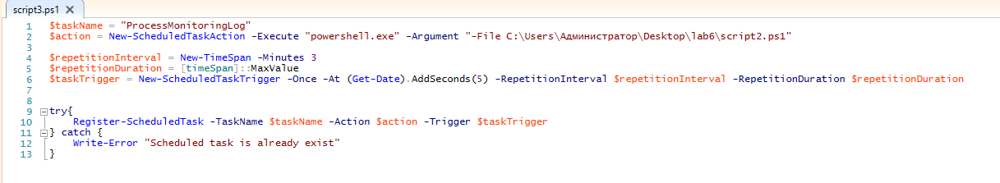 script3.ps1
1 $taskName = "ProcessMonitoringLog"
2 $action = New-ScheduledTaskAction -Execute "powershell.exe" -Argument "-File C:\Users\Администратор\Desktop\lab6\script2.ps1"
3
4 $repetitionInterval = New-TimeSpan -Minutes 3
5 $repetitionDuration = [timeSpan]::MaxValue
6 $taskTrigger = New-ScheduledTaskTrigger -Once -At (Get-Date).AddSeconds(5) -RepetitionInterval $repetitionInterval -RepetitionDuration $repetitionDuration
7
8
9 try{
10 Register-ScheduledTask -TaskName $taskName -Action $action -Trigger $taskTrigger
11 } catch {
12 Write-Error "Scheduled task is already exist"
13 }